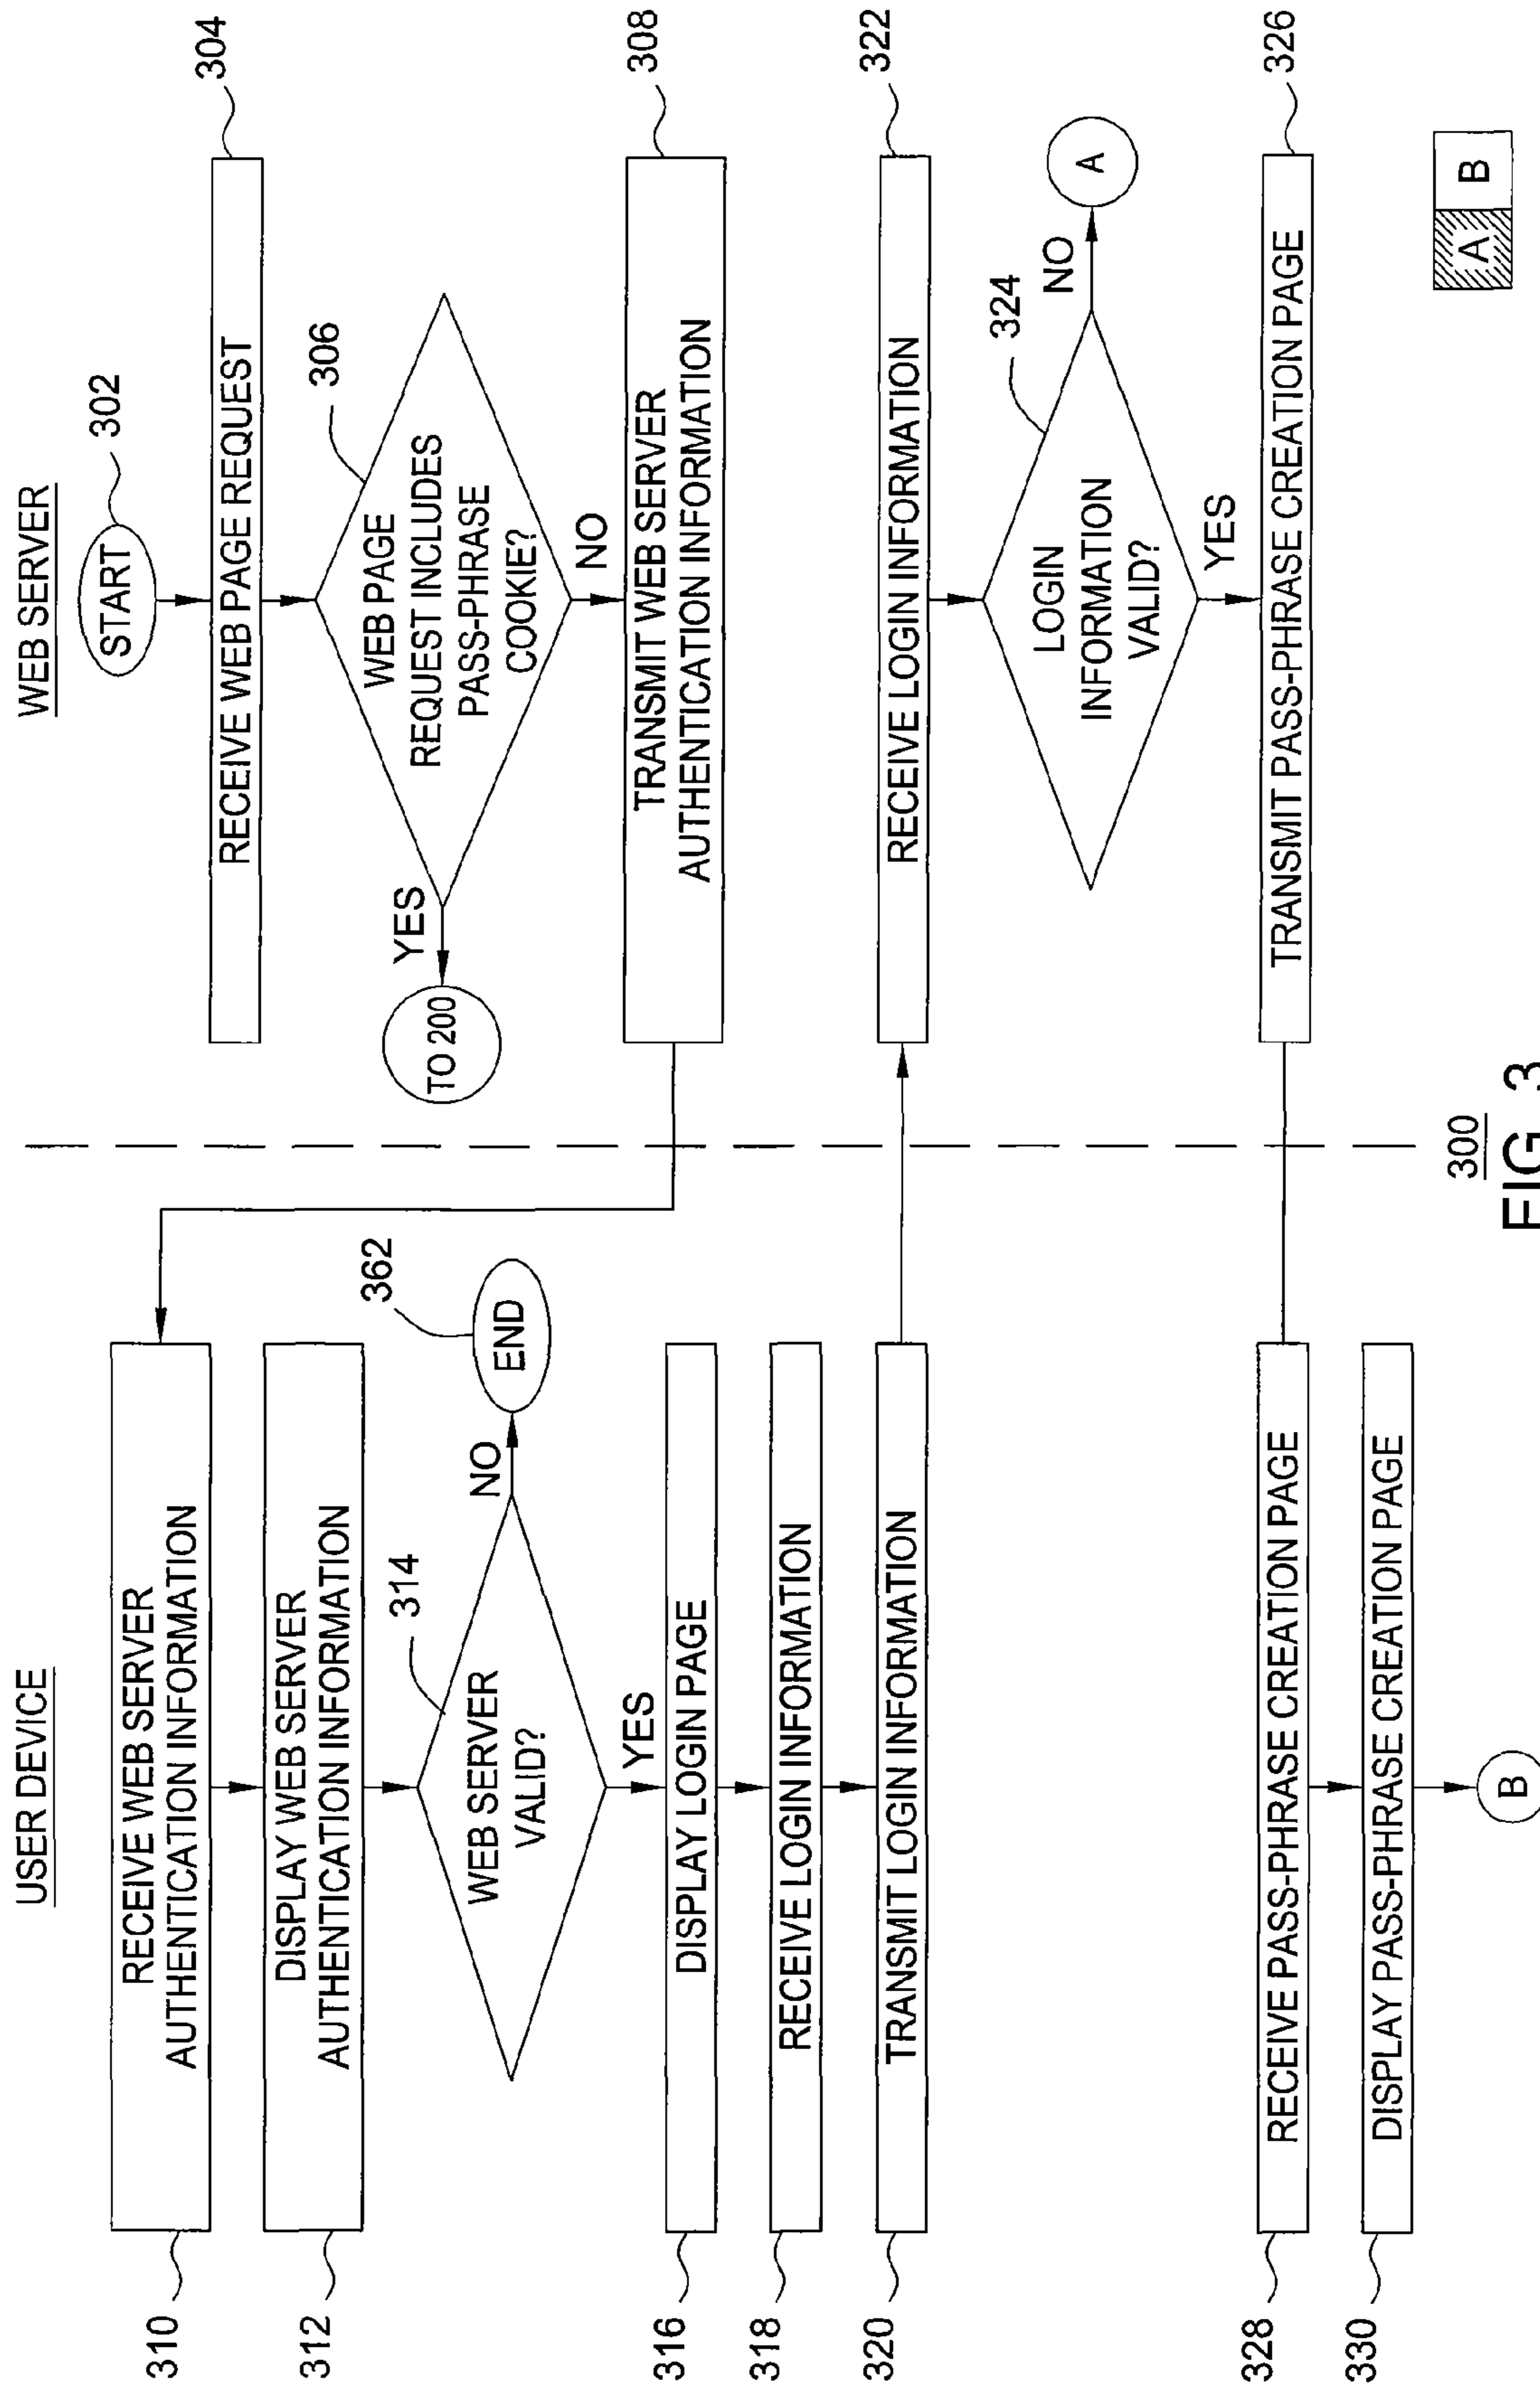 USER DEVICE
310
RECEIVE WEB SERVER
AUTHENTICATION INFORMATION
312
DISPLAY WEB SERVER
AUTHENTICATION INFORMATION
314
WEB SERVER
VALID?
NO
362
END
YES
316
DISPLAY LOGIN PAGE
318
RECEIVE LOGIN INFORMATION
320
TRANSMIT LOGIN INFORMATION
328
RECEIVE PASS-PHRASE CREATION PAGE
330
DISPLAY PASS-PHRASE CREATION PAGE
B
WEB SERVER
START
302
304
RECEIVE WEB PAGE REQUEST
306
WEB PAGE
REQUEST INCLUDES
PASS-PHRASE
COOKIE?
YES
TO 200
NO
308
TRANSMIT WEB SERVER
AUTHENTICATION INFORMATION
322
RECEIVE LOGIN INFORMATION
324
LOGIN
INFORMATION
VALID?
NO
A
YES
326
TRANSMIT PASS-PHRASE CREATION PAGE
A B
300
FIG. 3